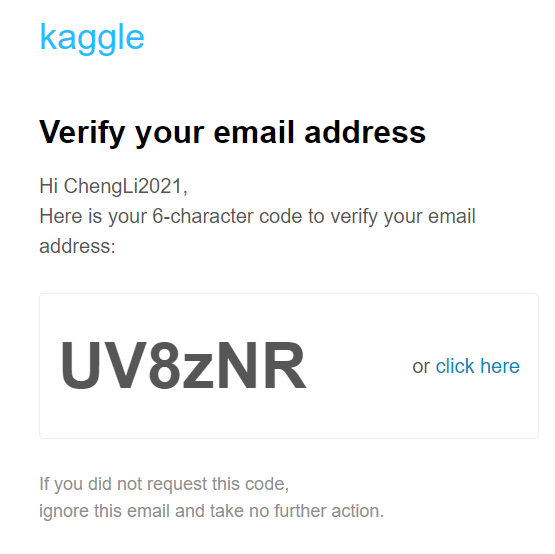 kaggle
Verify your email address
Hi ChengLi2021,
Here is your 6-character code to verify your email
address:
UV8zNR
or click here
If you did not request this code,
ignore this email and take no further action.